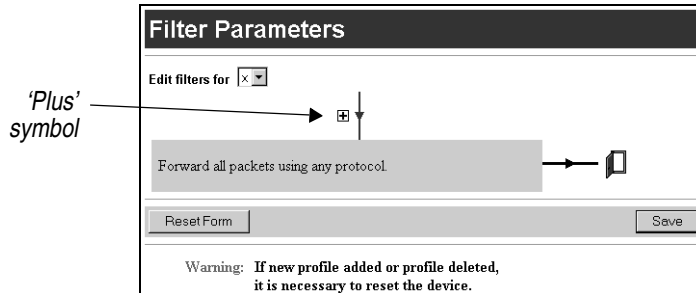 Filter Parameters
Edit filters for x
'Plus'
symbol
Forward all packets using any protocol.
Reset Form
Save
Warning: If new profile added or profile deleted,
it is necessary to reset the device.